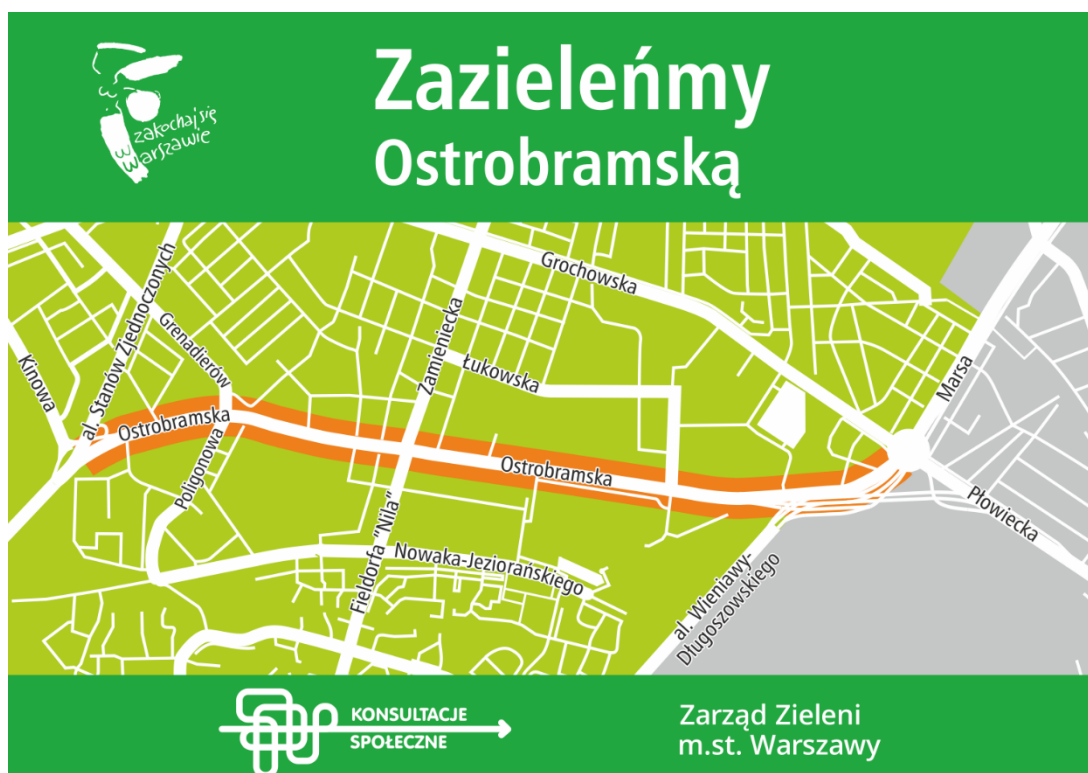 zakochaj się
w
Warszawie
Zazieleńmy
Ostrobramską
Kinowa
al. Stanów Zjednoczonych
Grenadierów
Ostrobramska
Poligonowa
Zamieniecka
Łukowska
Grochowska
Marsa
Ostrobramska
Płowiecka
Fieldorfa "Nila"
Nowaka-Jeziorańskiego
al. Wieniawy-
Długoszowskiego
KONSULTACJE
SPOŁECZNE
Zarząd Zieleni
m.st. Warszawy